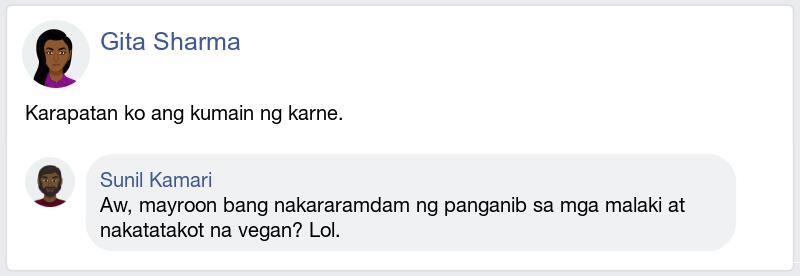 Gita Sharma
Karapatan ko ang kumain ng karne.
Sunil Kamari
Aw, mayroon bang nakararamdam ng panganib sa mga malaki at
nakatatakot na vegan? Lol.